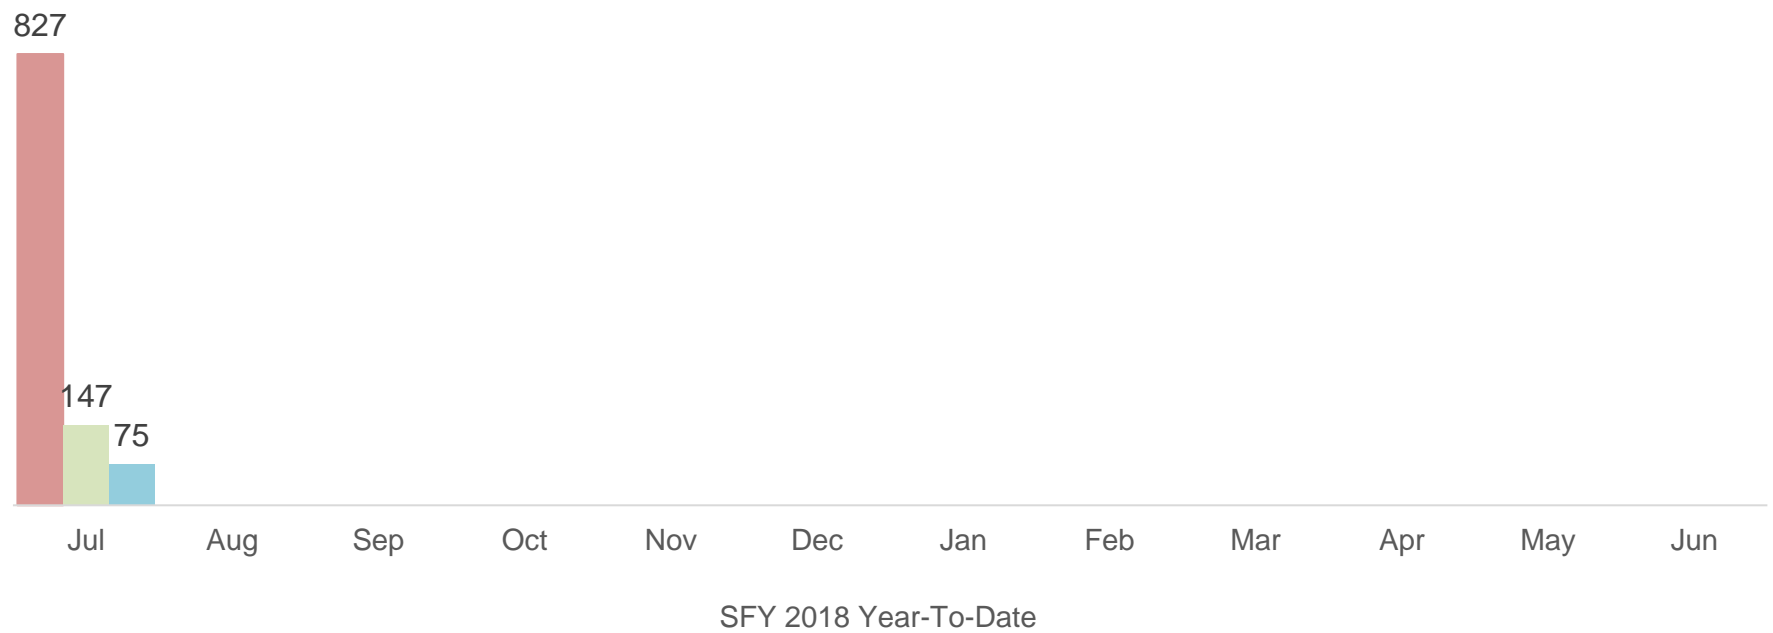 827
147
75
Jul Aug Sep Oct Nov Dec Jan Feb Mar Apr May Jun
SFY 2018 Year-To-Date